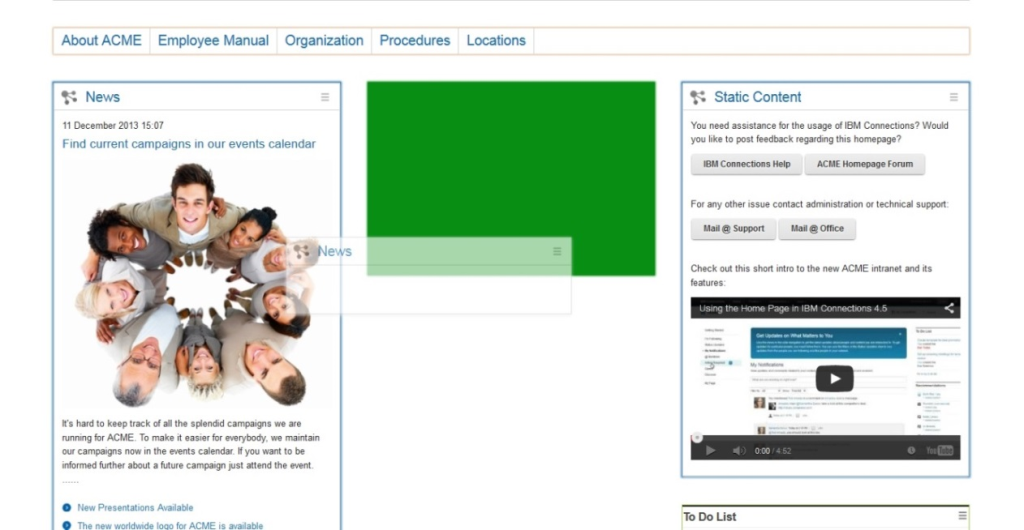 About ACME Employee Manual Organization Procedures Locations
News
11 December 2013 15:07
Find current campaigns in our events calendar
It's hard to keep track of all the splendid campaigns we are
running for ACME. To make it easier for everybody, we maintain
our campaigns now in the events calendar. If you want to be
informed further about a future campaign just attend the event.
......
New Presentations Available
The new worldwide logo for ACME is available
News
Static Content
You need assistance for the usage of IBM Connections? Would
you like to post feedback regarding this homepage?
IBM Connections Help ACME Homepage Forum
For any other issue contact administration or technical support:
Mail @ Support Mail @ Office
Check out this short intro to the new ACME intranet and its
features:
Using the Home Page in IBM Connections 4.5
Get Updates on What Matters to You
My Notifications
0:00 / 4:52
YouTube
To Do List